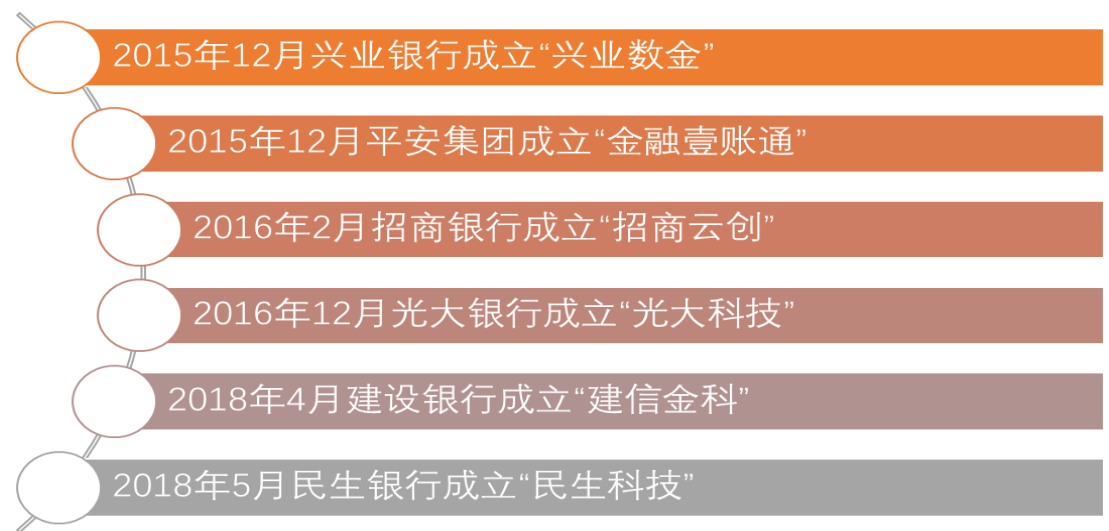 2015年12月兴业银行成立“兴业数金”
2015年12月平安集团成立“金融壹账通”
2016年2月招商银行成立“招商云创”
2016年12月光大银行成立“光大科技”
2018年4月建设银行成立“建信金科”
2018年5月民生银行成立“民生科技”